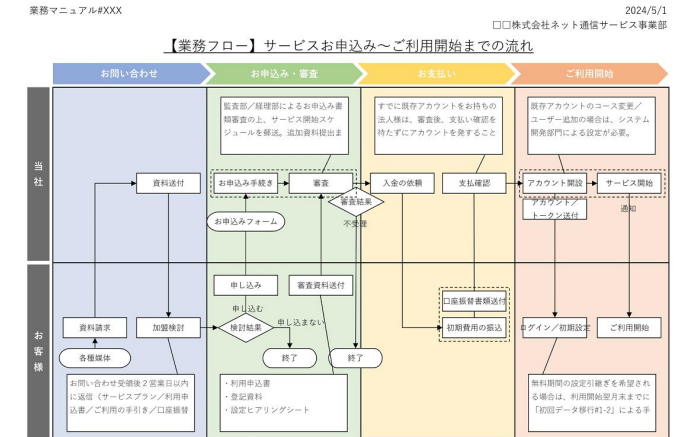 業務マニュアル#XXX
2024/5/1
□□株式会社ネット通信サービス事業部
【業務フロー】サービスお申込み～ご利用開始までの流れ
お問い合わせ
お申込み・審査
お支払い
ご利用開始
当社
監査部／経理部によるお申込み書
類審査の上、サービス開始スケ
ジュールを郵送。追加資料提出ま
すでに既存アカウントをお持ちの
法人様は、審査後、支払い確認を
待たずにアカウントを発すること
既存アカウントのコース変更／
ユーザー追加の場合は、システム
開発部門による設定が必要。
資料送付
お申込み手続き
審査
入金の依頼
支払確認
アカウント開設
サービス開始
審査結果
アカウント／
トークン送付
通知
お申込みフォーム
不受理
お客様
申し込み
審査資料送付
口座振替書類送付
申し込む
資料請求
加盟検討
検討結果
申し込まない
初期費用の振込
ログイン／初期設定
ご利用開始
各種媒体
終了
終了
お問い合わせ受領後２営業日以内
に返信（サービスプラン／利用申
込書／ご利用の手引き／口座振替
・利用申込書
・登記資料
・設定ヒアリングシート
無料期間の設定引継ぎを希望され
る場合は、利用開始翌月末までに
「初回データ移行#1-2」による手